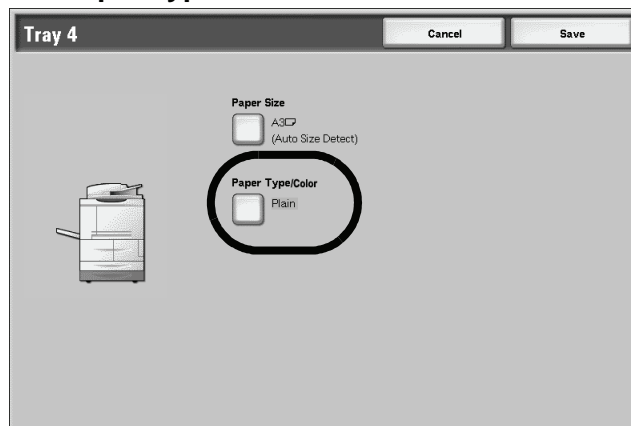 Tray 4
Cancel
Save
Paper Size
A3
(Auto Size Detect)
Paper Type/Color
Plain